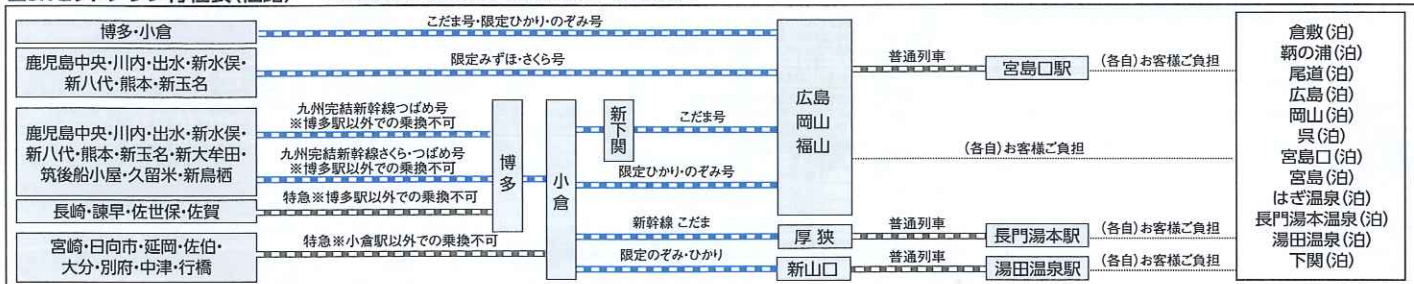 博多・小倉
こだま号・限定ひかり・のぞみ号
鹿児島中央・川内・出水・新水俣・
新八代・熊本・新玉名
限定みずほ・さくら号
鹿児島中央・川内・出水・新水俣・
新八代・熊本・新玉名・新大牟田・
筑後船小屋・久留米・新鳥栖
九州完結新幹線つばめ号
※博多駅以外での乗換不可
九州完結新幹線さくら・つばめ号
※博多駅以外での乗換不可
長崎・諫早・佐世保・佐賀
特急※博多駅以外での乗換不可
宮崎・日向市・延岡・佐伯・
大分・別府・中津・行橋
特急※小倉駅以外での乗換不可
博多
小倉
新下関
こだま号
限定ひかり・のぞみ号
新幹線 こだま
限定のぞみ・ひかり
広島
岡山
福山
厚狭
新山口
普通列車
宮島口駅
(各自)お客様ご負担
(各自)お客様ご負担
普通列車
長門湯本駅
(各自)お客様ご負担
普通列車
湯田温泉駅
(各自)お客様ご負担
倉敷(泊)
鞆の浦(泊)
尾道(泊)
広島(泊)
岡山(泊)
呉(泊)
宮島口(泊)
宮島(泊)
はぎ温泉(泊)
長門湯本温泉(泊)
湯田温泉(泊)
下関(泊)